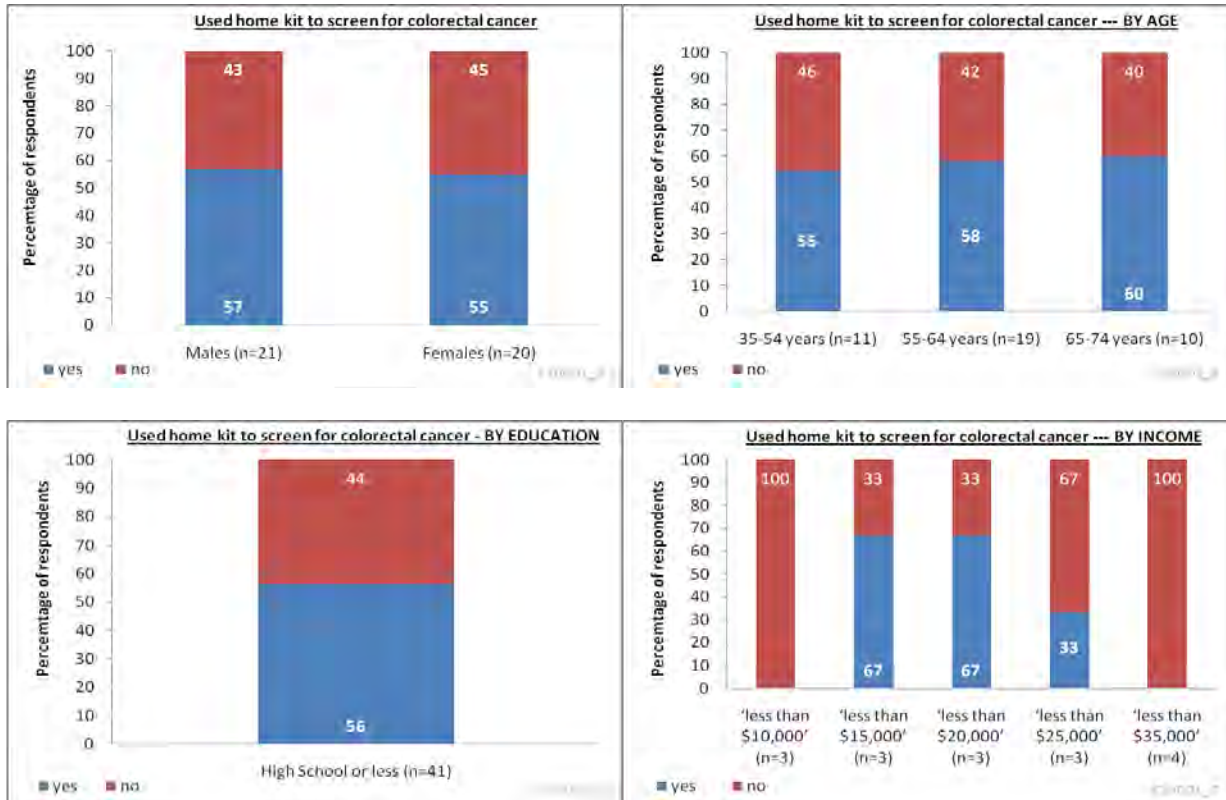 Used home kit to screen for colorectal cancer
Percemtage of respondents
100
90
80
70
60
50
40
30
20
10
0
43
45
57
55
Males (n=21)
Females (n=20)
yes no
Used home kit to screen for colorectal cancer --- BY AGE
Percemtage of respondents
100
90
80
70
60
50
40
30
20
10
0
46
42
40
55
58
60
35-54 years (n=11)
55-64 years (n=19)
65-74 years (n=10)
yes no
Used home kit to screen for colorectal cancer - BY EDUCATION
Percemtage of respondents
100
90
80
70
60
50
40
30
20
10
0
44
56
High School or less (n=41)
yes no
Used home kit to screen for colorectal cancer --- BY INCOME
Percemtage of respondents
100
90
80
70
60
50
40
30
20
10
0
100 33 33 67 100
67 67 33
'less than $10,000' (n=3)
'less than $15,000' (n=3)
'less than $20,000' (n=3)
'less than $25,000' (n=3)
'less than $35,000' (n=4)
yes no